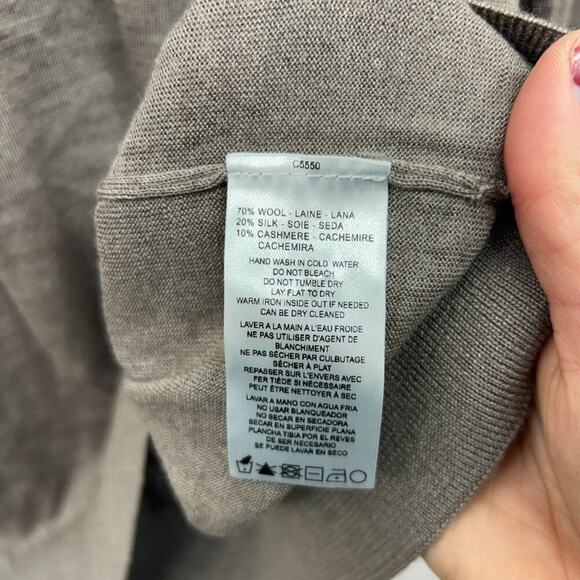 C5550
70% WOOL - LAINE - LANA
20% SILK - SOIE - SEDA
10% CASHMERE - CACHEMIRE
CACHEMIRA
HAND WASH IN COLD WATER
DO NOT BLEACH
DO NOT TUMBLE DRY
LAY FLAT TO DRY
WARM IRON INSIDE OUT IF NEEDED
CAN BE DRY CLEANED
LAVER A LA MAIN A L'EAU FROIDE
NE PAS UTILISER D'AGENT DE
BLANCHIMENT
NE PAS SÉCHER PAR CULBUTAGE
SÉCHER À PLAT
REPASSER SUR L'ENVERS AVEC
FER TIÈDE SI NÉCESSAIRE
PEUT ÊTRE NETTOYER A SEC
LAVAR A MANO CON AGUA FRIA
NO USAR BLANQUEADOR
NO SECAR EN SECADORA
SECAR EN SUPERFICIE PLANA
PLANCHA TIBIA POR EL REVES
DE SER NECESARIO
SE PUEDE LAVAR EN SECO